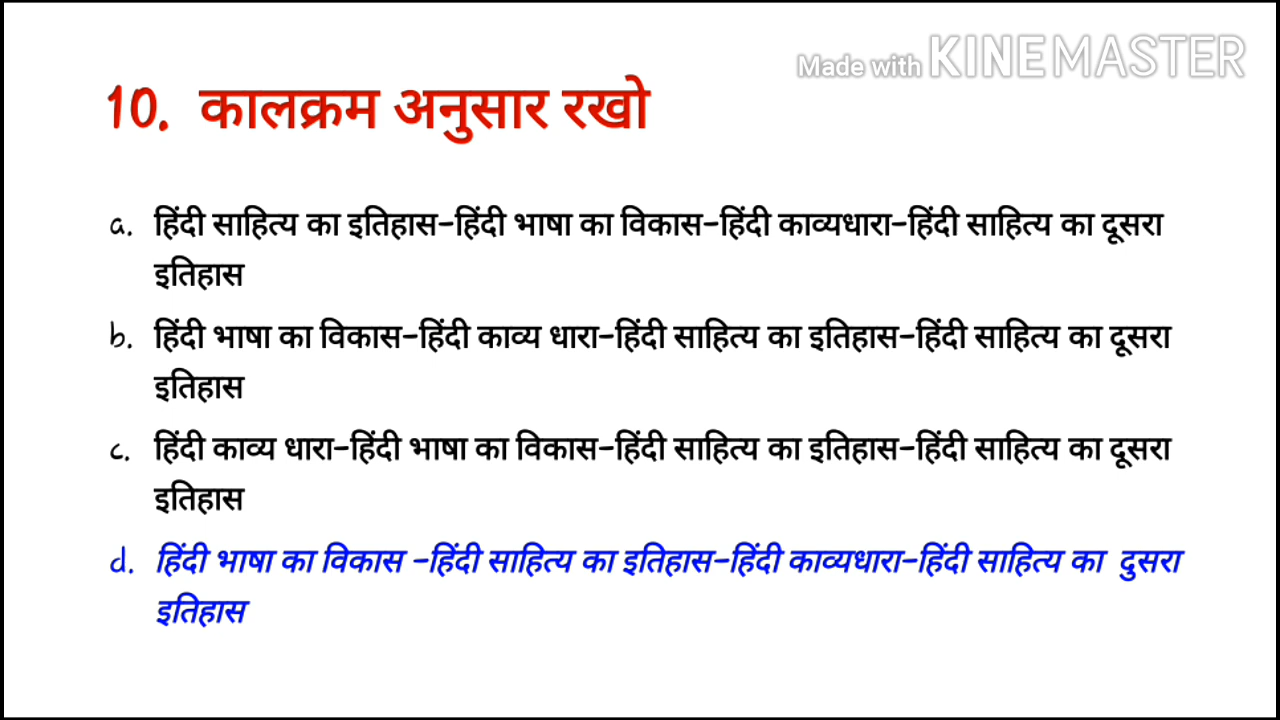 Made with KINEMASTER
10. कालक्रम अनुसार रखो
a. हिंदी साहित्य का इतिहास-हिंदी भाषा का विकास-हिंदी काव्यधारा-हिंदी साहित्य का दूसरा
इतिहास
b. हिंदी भाषा का विकास-हिंदी काव्य धारा-हिंदी साहित्य का इतिहास-हिंदी साहित्य का दूसरा
इतिहास
c. हिंदी काव्य धारा-हिंदी भाषा का विकास-हिंदी साहित्य का इतिहास-हिंदी साहित्य का दूसरा
इतिहास
d. हिंदी भाषा का विकास -हिंदी साहित्य का इतिहास-हिंदी काव्यधारा-हिंदी साहित्य का दुसरा
इतिहास